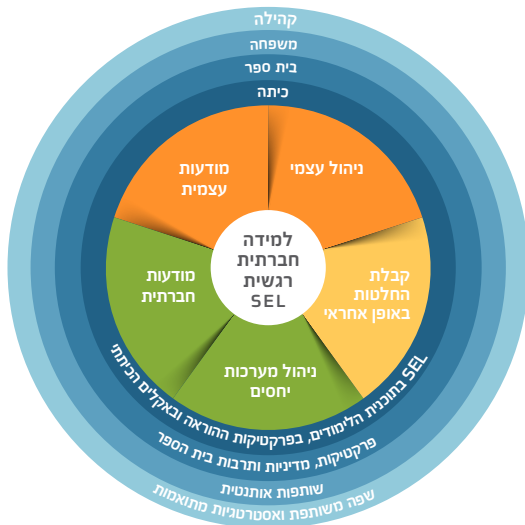 קהילה
משפחה
בית ספר
כיתה
ניהול עצמי
מודעות
עצמית
למידה
חברתית
רגשית
SEL
קבלת
החלטות
באופן אחראי
מודעות
חברתית
ניהול מערכות
יחסים
SEL בתוכנית הלימודים, בפרקטיקות ההוראה ובאקלים הכיתתי
פרקטיקות, מדיניות ותרבות בית הספר
שותפות אותנטית
שפה משותפת ואסטרטגיות מתואמות